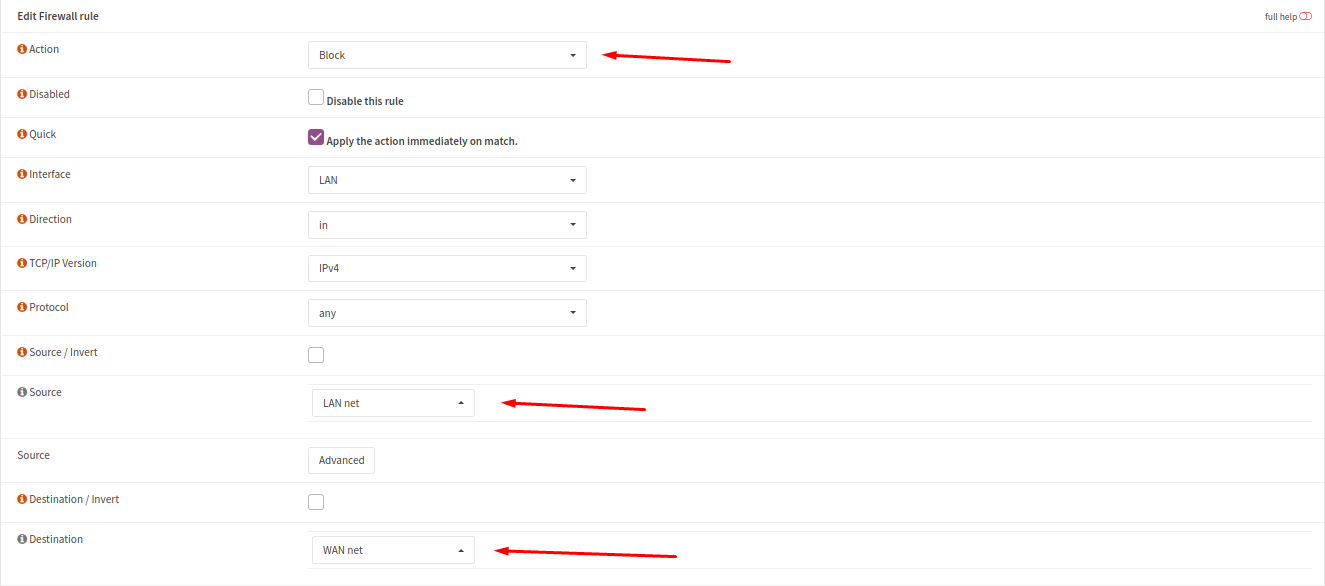 Edit Firewall rule
full help
Action
Block
Disabled
Disable this rule
Quick
Apply the action immediately on match.
Interface
LAN
Direction
in
TCP/IP Version
IPv4
Protocol
any
Source / Invert
Source
LAN net
Source
Advanced
Destination / Invert
Destination
WAN net